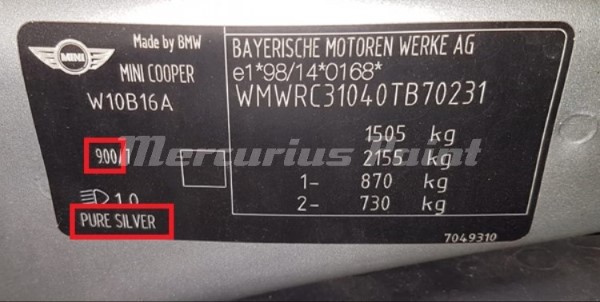 MINI
Made by BMW
MINI COOPER
W10B16A
900/1
1.0
PURE SILVER
BAYERISCHE MOTOREN WERKE AG
e1*98/14*0168*
WMWRC31040TB70231
1505 kg
2155 kg
1- 870 kg
2- 730 kg
7049310
Mercurius Paint